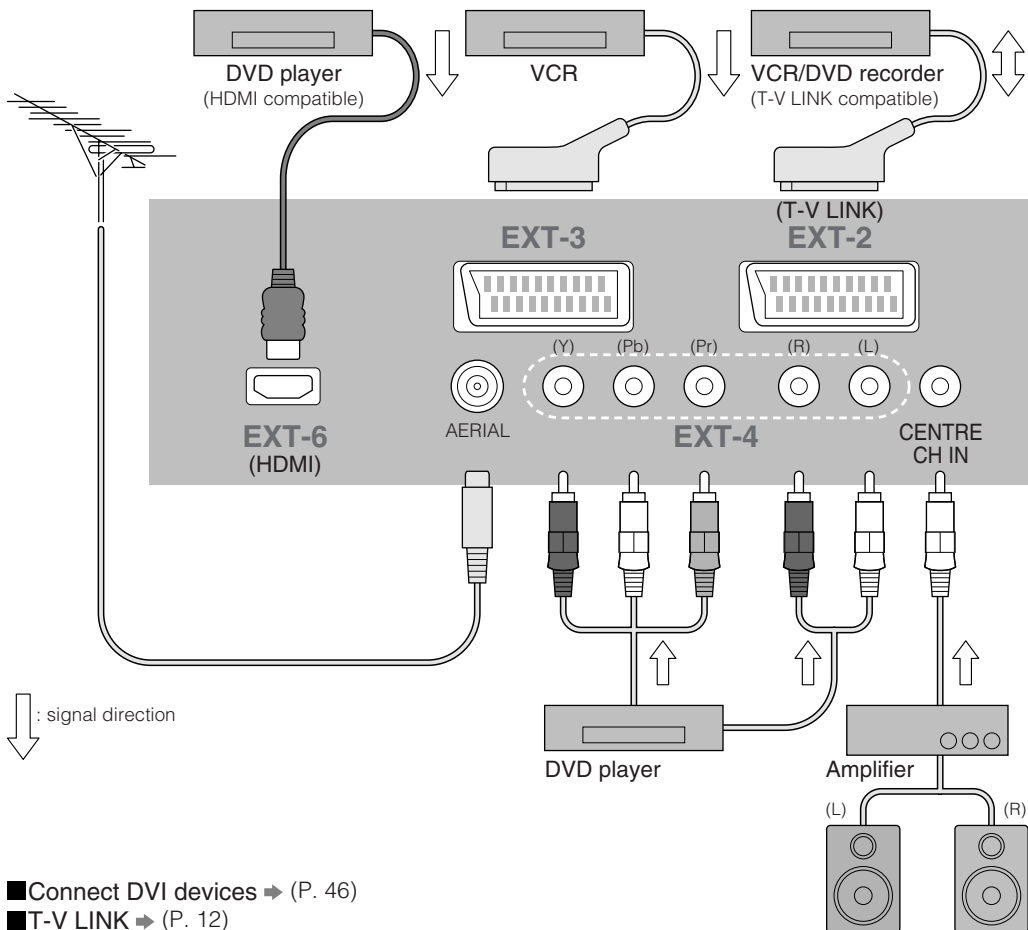 DVD player
(HDMI compatible)
VCR
VCR/DVD recorder
(T-V LINK compatible)
(T-V LINK)
EXT-3
EXT-2
(Y)
(Pb)
(Pr)
(R)
(L)
EXT-6
(HDMI)
AERIAL
EXT-4
CENTRE
CH IN
: signal direction
DVD player
Amplifier
(L)
(R)
■Connect DVI devices ➡ (P. 46)
■T-V LINK ➡ (P. 12)